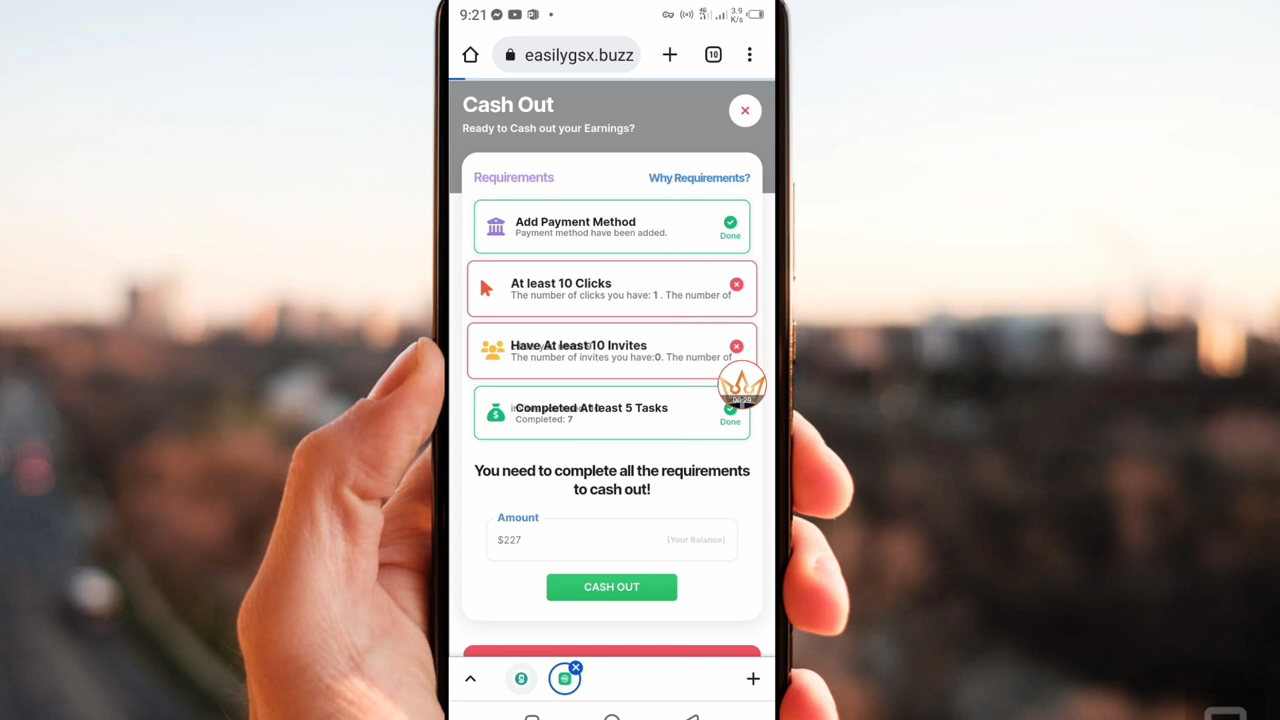 9:21
3.9
K/s
easilygsx.buzz
10
Cash Out
Ready to Cash out your Earnings?
Requirements
Why Requirements?
Add Payment Method
Payment method have been added.
Done
At least 10 Clicks
The number of clicks you have: 1 . The number of
Have At least 10 Invites
The number of invites you have:0. The number of
00:29
Completed At least 5 Tasks
Completed: 7
Done
You need to complete all the requirements
to cash out!
Amount
$227
(Your Balance)
CASH OUT